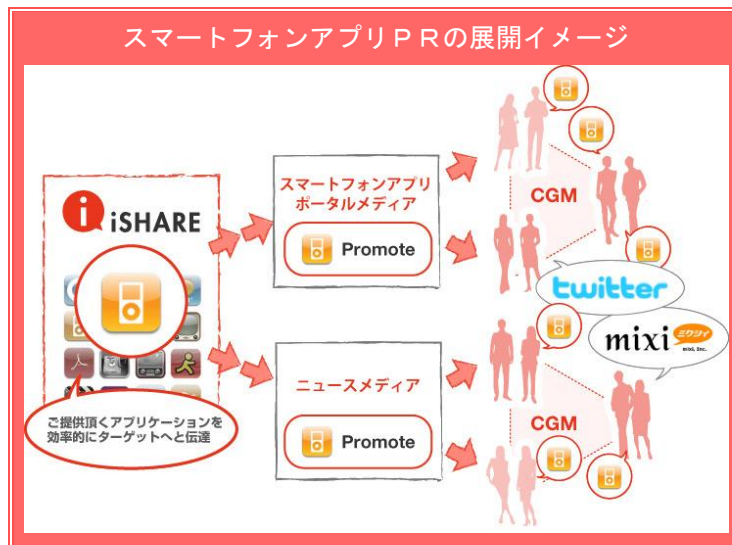 スマートフォンアプリＰＲの展開イメージ
i iSHARE
ご提供頂くアプリケーションを
効率的にターゲットへと伝達
スマートフォンアプリ
ポータルメディア
Promote
ニュースメディア
Promote
CGM
twitter
mixi ミクシィ
mixi, Inc.
CGM